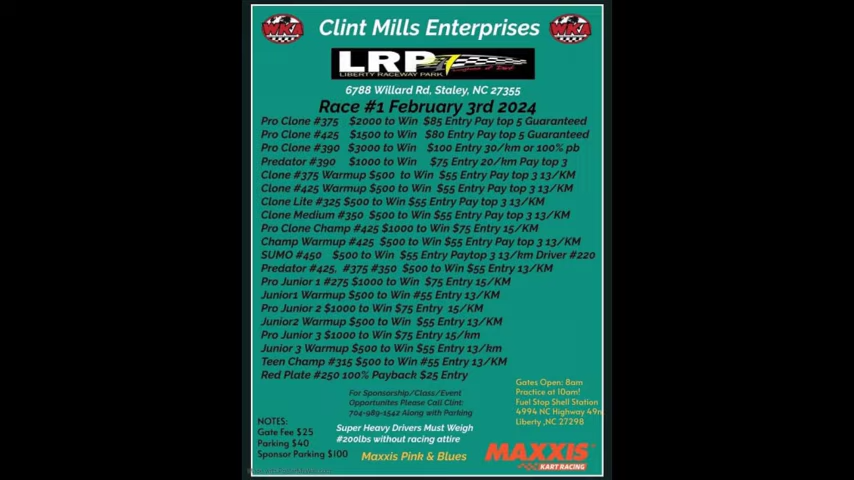 WKA
Clint Mills Enterprises
WKA
LRP
LIBERTY RACEWAY PARK
6788 Willard Rd, Staley, NC 27355
Race #1 February 3rd 2024
Pro Clone #375 $2000 to Win $85 Entry Pay top 5 Guaranteed
Pro Clone #425 $1500 to Win $80 Entry Pay top 5 Guaranteed
Pro Clone #390 $3000 to Win $100 Entry 30/km or 100% pb
Predator #390 $1000 to Win $75 Entry 20/km Pay top 3
Clone #375 Warmup $500 to Win $55 Entry Pay top 3 13/KM
Clone #425 Warmup $500 to Win $55 Entry Pay top 3 13/KM
Clone Lite #325 $500 to Win $55 Entry Pay top 3 13/KM
Clone Medium #350 $500 to Win $55 Entry Pay top 3 13/KM
Pro Clone Champ #425 $1000 to Win $75 Entry 15/KM
Champ Warmup #425 $500 to Win $55 Entry Pay top 3 13/KM
SUMO #450 $500 to Win $55 Entry Paytop 3 13/km Driver #220
Predator #425, #375 #350 $500 to Win $55 Entry 13/KM
Pro Junior 1 #275 $1000 to Win $75 Entry 15/KM
Junior1 Warmup $500 to Win #55 Entry 13/KM
Pro Junior 2 $1000 to Win $75 Entry 15/KM
Junior2 Warmup $500 to Win $55 Entry 13/KM
Pro Junior 3 $1000 to Win $75 Entry 15/km
Junior 3 Warmup $500 to Win $55 Entry 13/km
Teen Champ #315 $500 to Win #55 Entry 13/KM
Red Plate #250 100% Payback $25 Entry
For Sponsorship/Class/Event
Opportunites Please Call Clint:
704-989-1542 Along with Parking
Gates Open: 8am
Practice at 10am!
Fuel Stop Shell Station
4994 NC Highway 49n
Liberty ,NC 27298
NOTES:
Gate Fee $25
Parking $40
Sponsor Parking $100
Super Heavy Drivers Must Weigh
#200lbs without racing attire
Maxxis Pink & Blues
MAXXIS
KART RACING